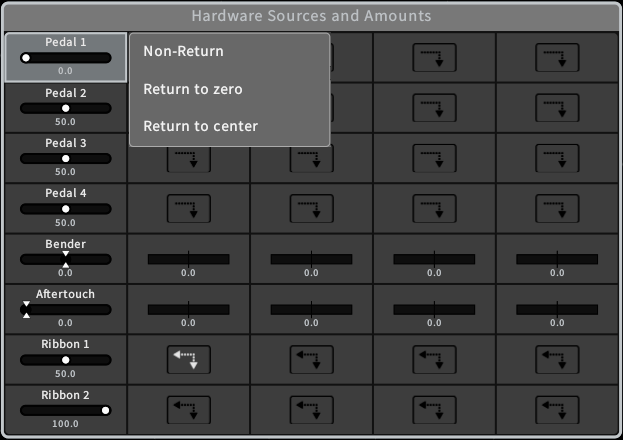 Hardware Sources and Amounts
Pedal 1
0.0
Non-Return
Return to zero
Return to center
Pedal 2
50.0
Pedal 3
50.0
Pedal 4
50.0
Bender
0.0 0.0 0.0 0.0 0.0
Aftertouch
0.0 0.0 0.0 0.0 0.0
Ribbon 1
50.0
Ribbon 2
100.0